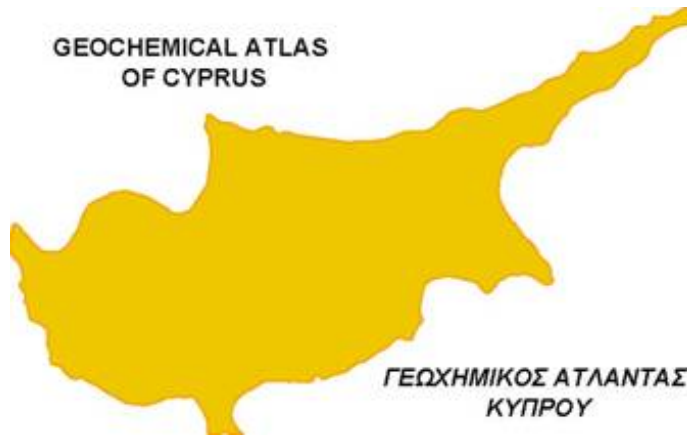 GEOCHEMICAL ATLAS
OF CYPRUS
ΓΕΩΧΗΜΙΚΟΣ ΑΤΛΑΝΤΑΣ
ΚΥΠΡΟΥ